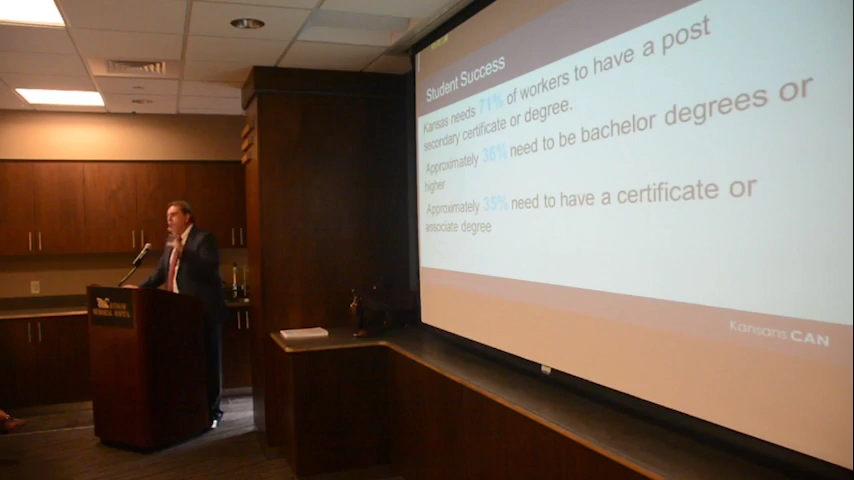 Student Success
Kansas needs 71% of workers to have a post
secondary certificate or degree.
Approximately 36% need to be bachelor degrees or
higher
Approximately 35% need to have a certificate or
associate degree
Kansans CAN